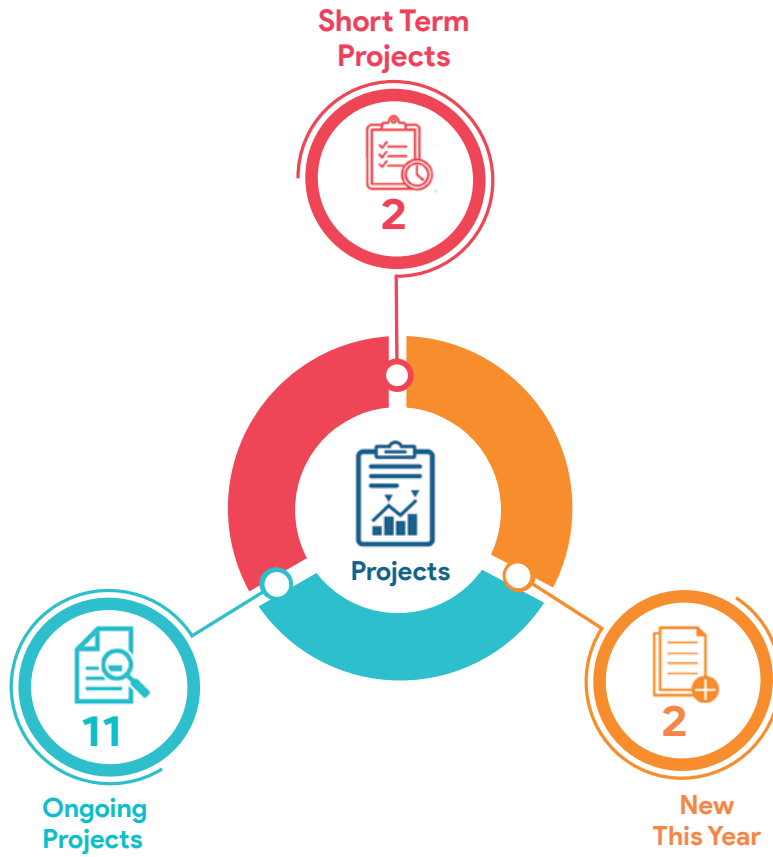 Short Term
Projects
2
Projects
11
Ongoing
Projects
2
New
This Year